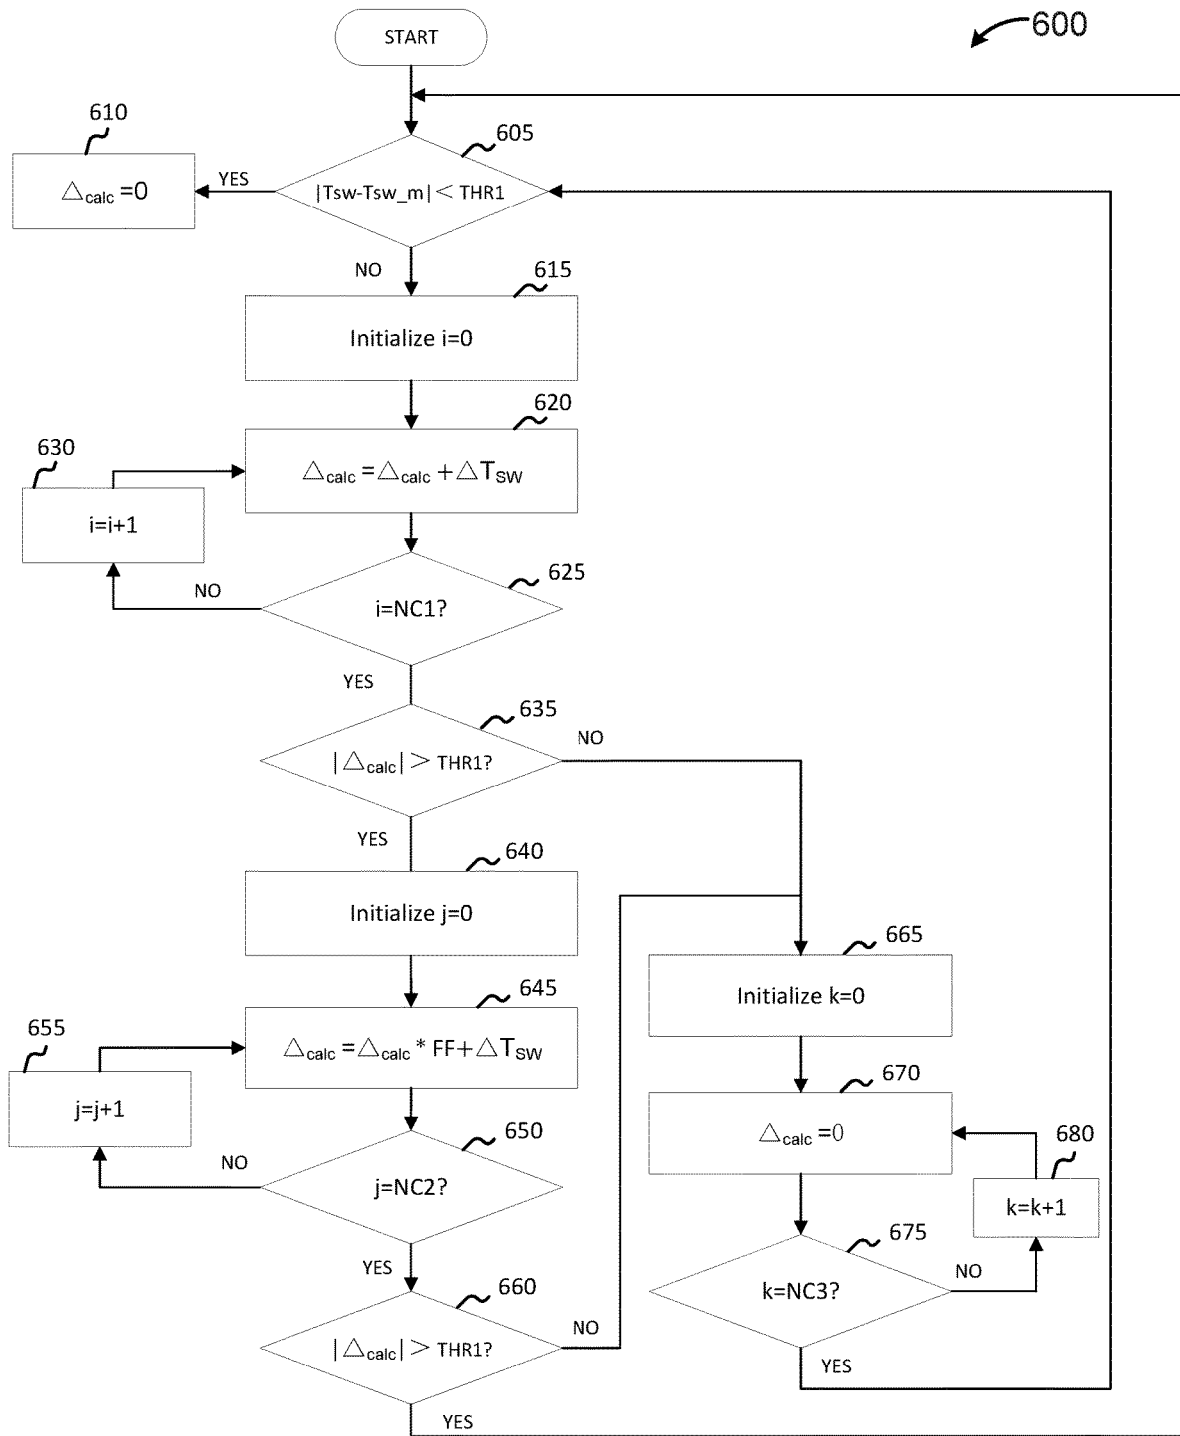 START
600
610
605
△calc =0
YES
|Tsw-Tsw_m| < THR1
NO
615
Initialize i=0
620
630
△calc =△calc + △TSW
i=i+1
625
NO
i=NC1?
YES
635
|△calc| > THR1?
NO
YES
640
Initialize j=0
665
Initialize k=0
645
655
△calc =△calc * FF+ △TSW
670
j=j+1
△calc =0
650
680
NO
j=NC2?
k=k+1
675
YES
660
k=NC3?
NO
NO
|△calc| > THR1?
YES
YES